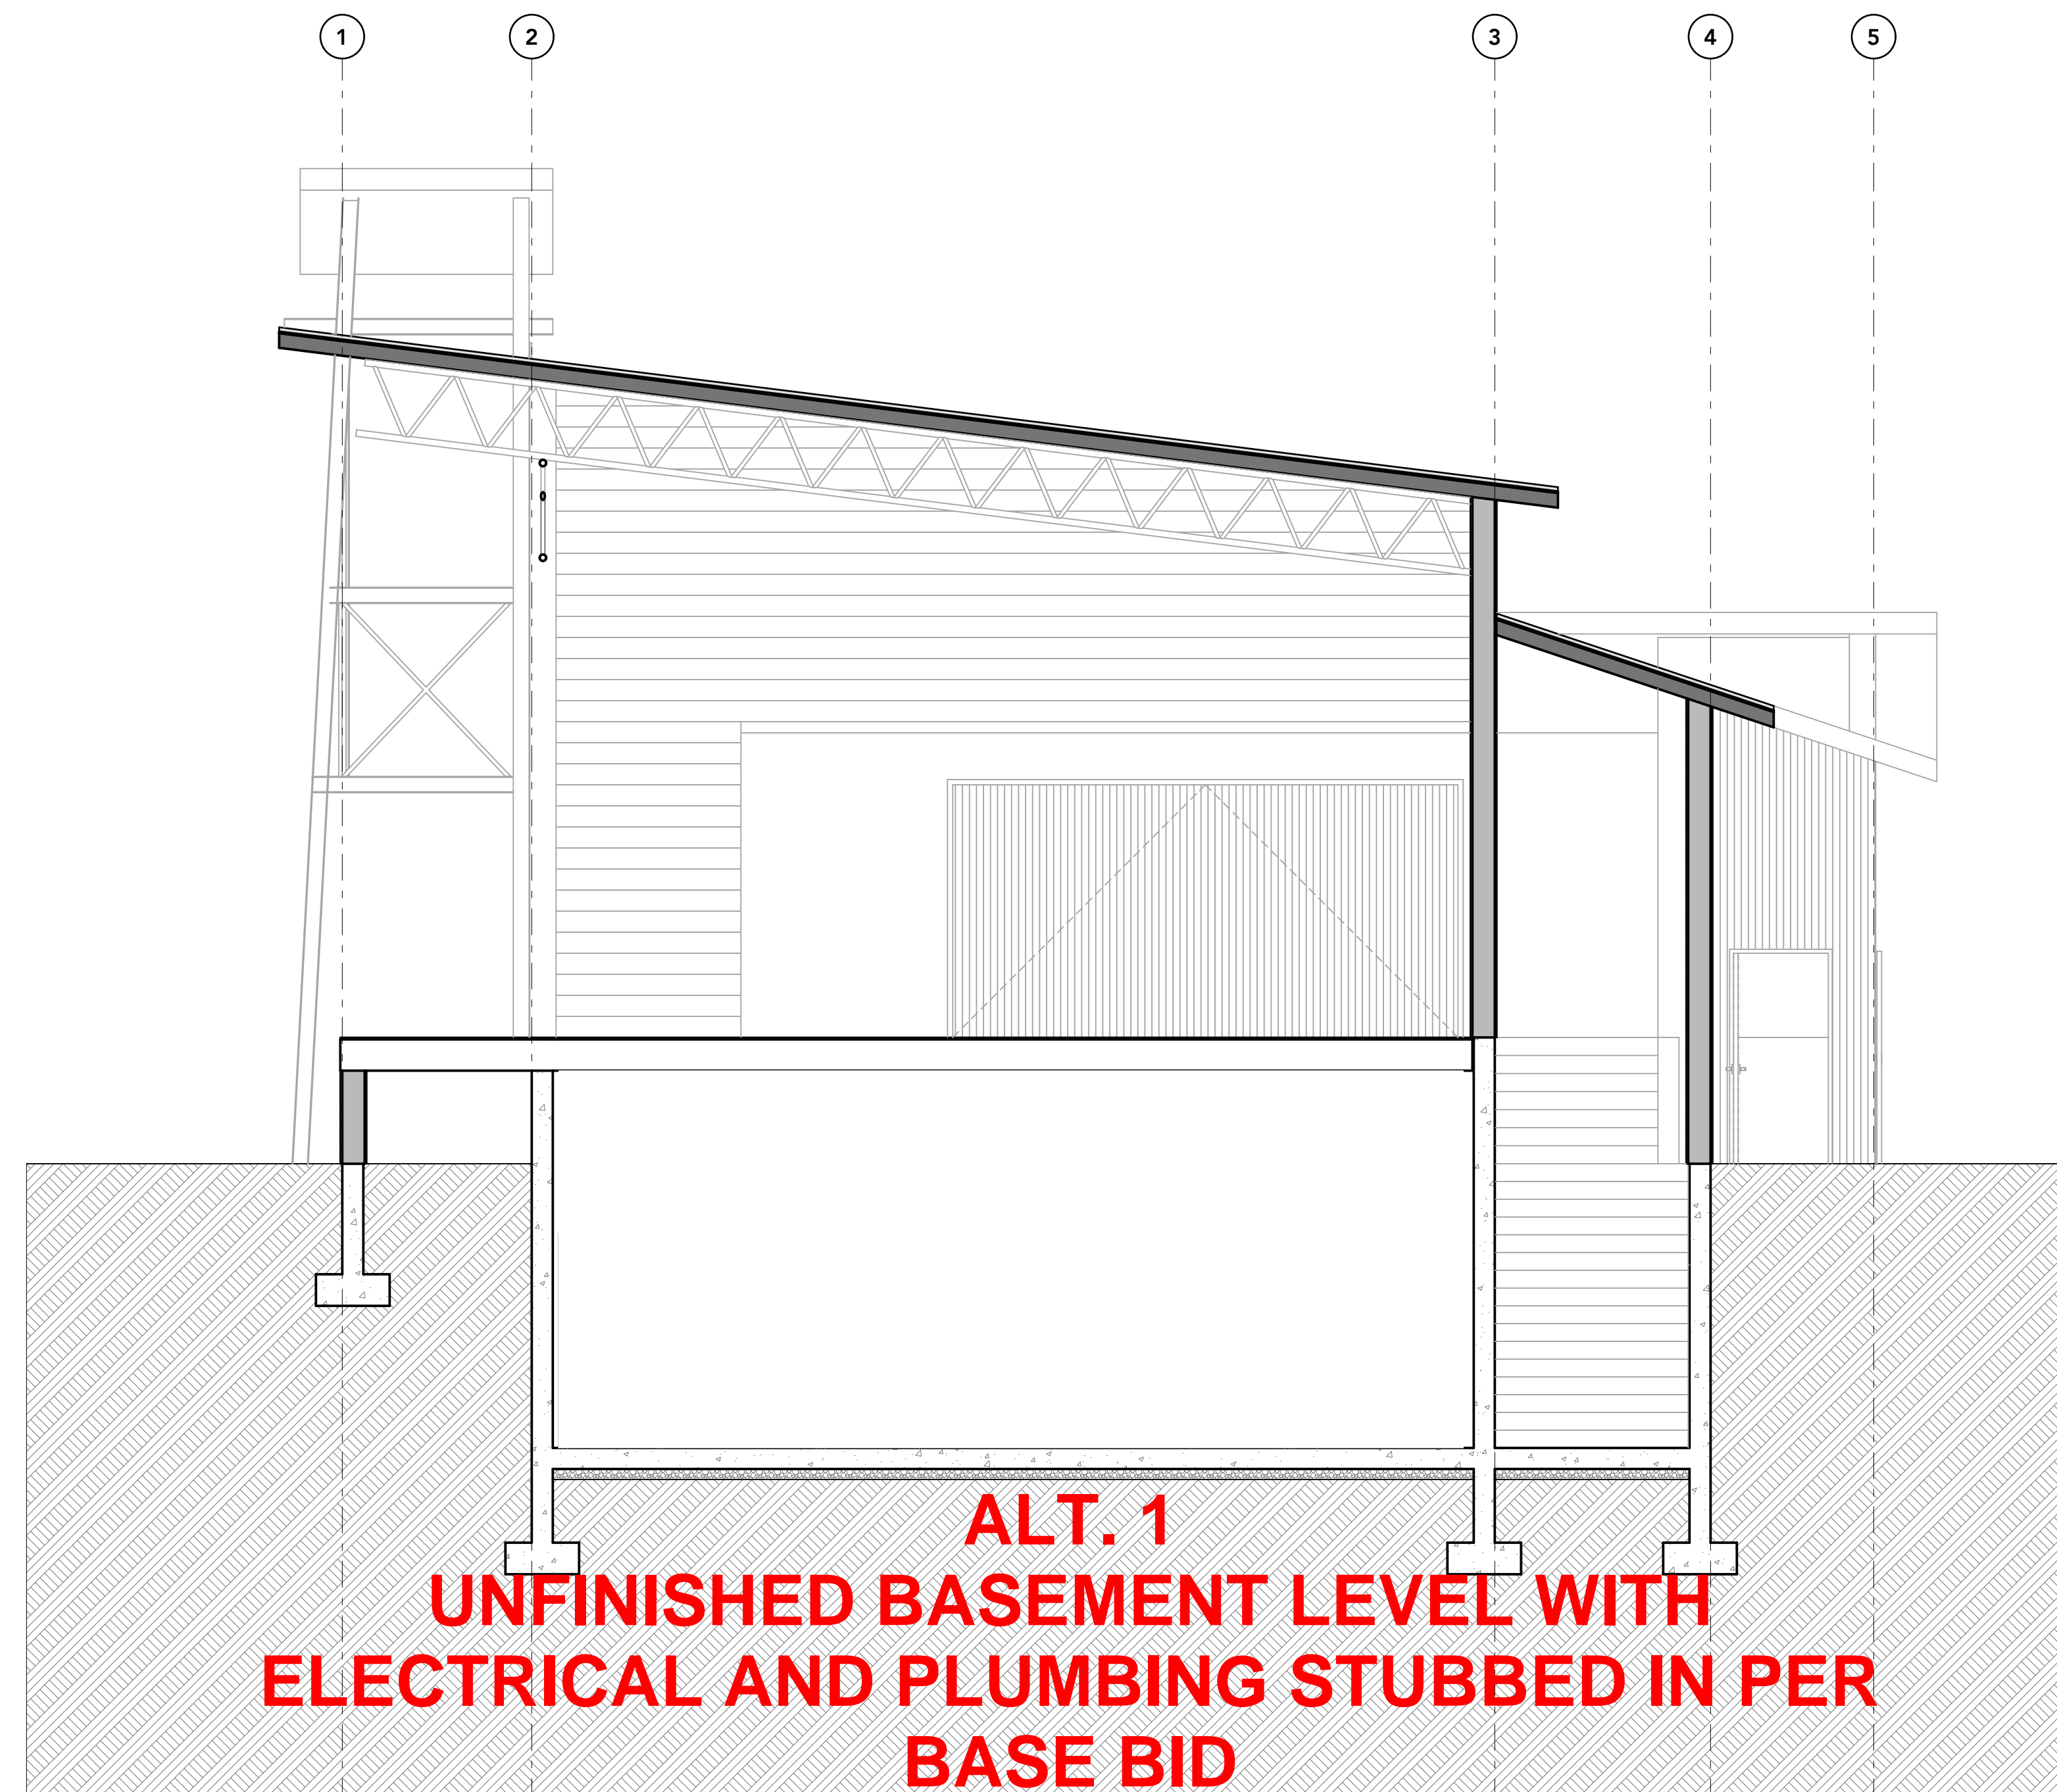 1 2 3 4 5
ALT. 1
UNFINISHED BASEMENT LEVEL WITH
ELECTRICAL AND PLUMBING STUBBED IN PER
BASE BID